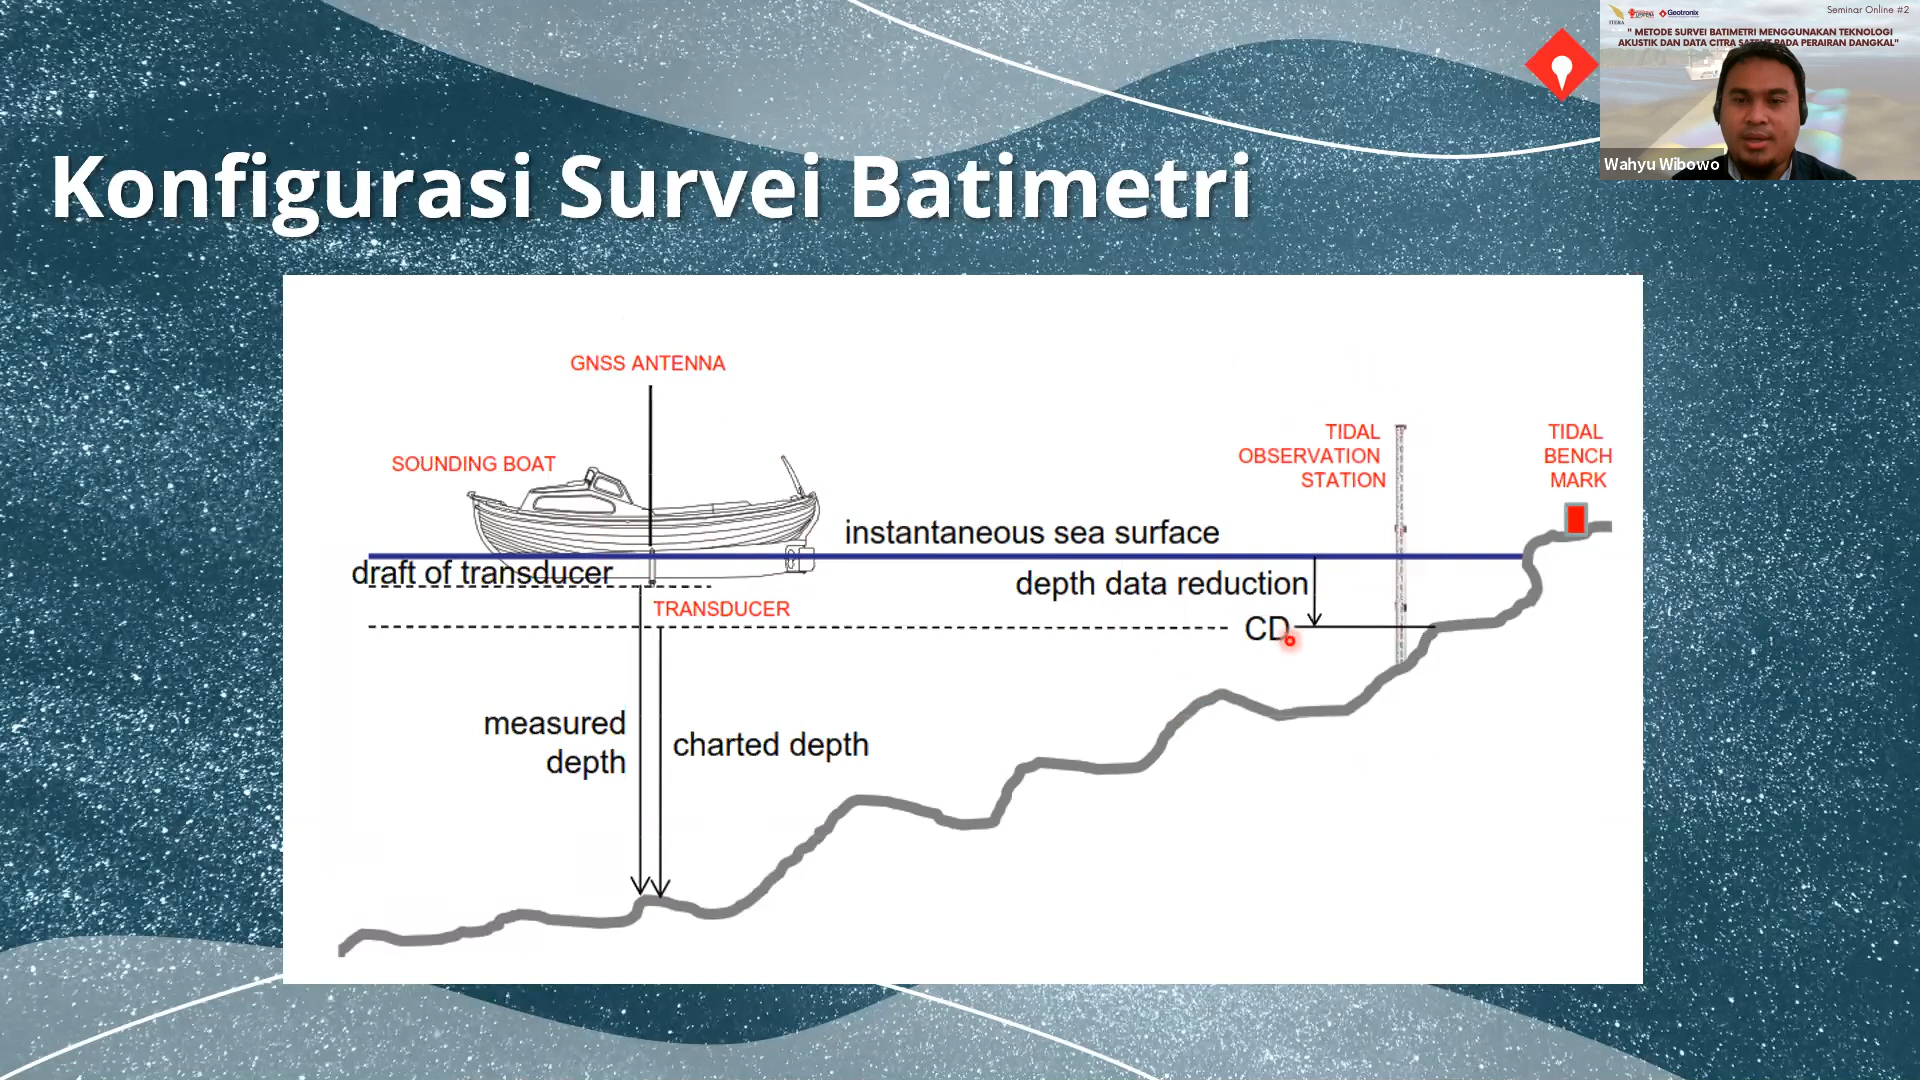 Seminar Online #2
ITERA
Geotronix
" METODE SURVEI BATIMETRI MENGGUNAKAN TEKNOLOGI
AKUSTIK DAN DATA CITRA SATELIT PADA PERAIRAN DANGKAL"
Wahyu Wibowo
Konfigurasi Survei Batimetri
GNSS ANTENNA
SOUNDING BOAT
TIDAL
OBSERVATION
STATION
TIDAL
BENCH
MARK
instantaneous sea surface
draft of transducer
depth data reduction
TRANSDUCER
CD
measured
depth
charted depth